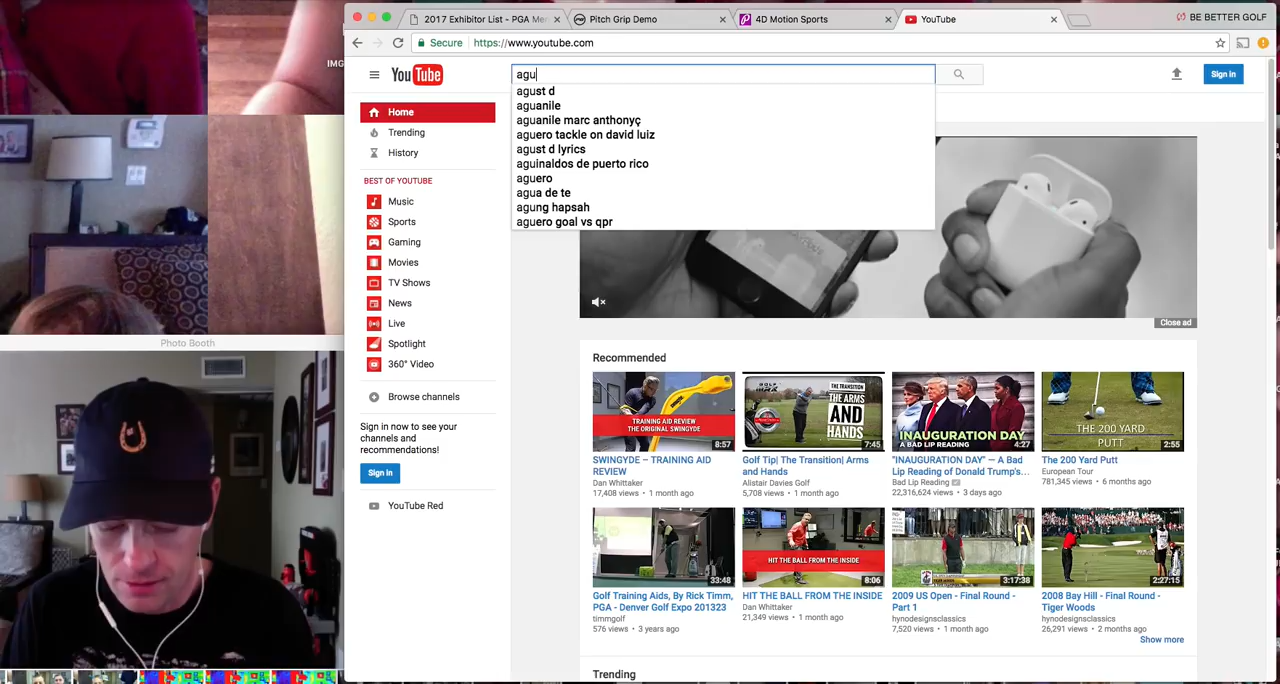 IMG
2017 Exhibitor List - PGA Me
Pitch Grip Demo
4D Motion Sports
YouTube
BE BETTER GOLF
Secure
https://www.youtube.com
YouTube
agu
Sign in
agust d
aguanile
aguanile marc anthonyç
aguero tackle on david luiz
agust d lyrics
aguinaldos de puerto rico
aguero
agua de te
agung hapsah
aguero goal vs qpr
Home
Trending
History
BEST OF YOUTUBE
Music
Sports
Gaming
Movies
TV Shows
News
Live
Spotlight
360° Video
Browse channels
Sign in now to see your
channels and
recommendations!
Sign in
YouTube Red
Photo Booth
Close ad
Recommended
TRAINING AID REVIEW
THE ORIGINAL SWINGYDE
8:57
SWINGYDE – TRAINING AID
REVIEW
Dan Whittaker
17,408 views • 1 month ago
THE TRANSITION
THE
ARMS
AND
HANDS
7:45
Golf Tip| The Transition| Arms
and Hands
Alistair Davies Golf
5,708 views • 1 month ago
INAUGURATION DAY
A BAD LIP READING
4:27
"INAUGURATION DAY" — A Bad
Lip Reading of Donald Trump's...
Bad Lip Reading
22,316,624 views • 3 days ago
THE 200 YARD
PUTT
2:55
The 200 Yard Putt
European Tour
781,345 views • 6 months ago
33:48
Golf Training Aids, By Rick Timm,
PGA - Denver Golf Expo 201323
timmgolf
576 views • 3 years ago
HIT THE BALL FROM THE INSIDE
8:06
HIT THE BALL FROM THE INSIDE
Dan Whittaker
21,349 views • 1 month ago
3:17:38
2009 US Open - Final Round -
Part 1
hynodesignsclassics
7,520 views • 1 month ago
2:27:15
2008 Bay Hill - Final Round -
Tiger Woods
hynodesignsclassics
26,291 views • 2 months ago
Show more
Trending